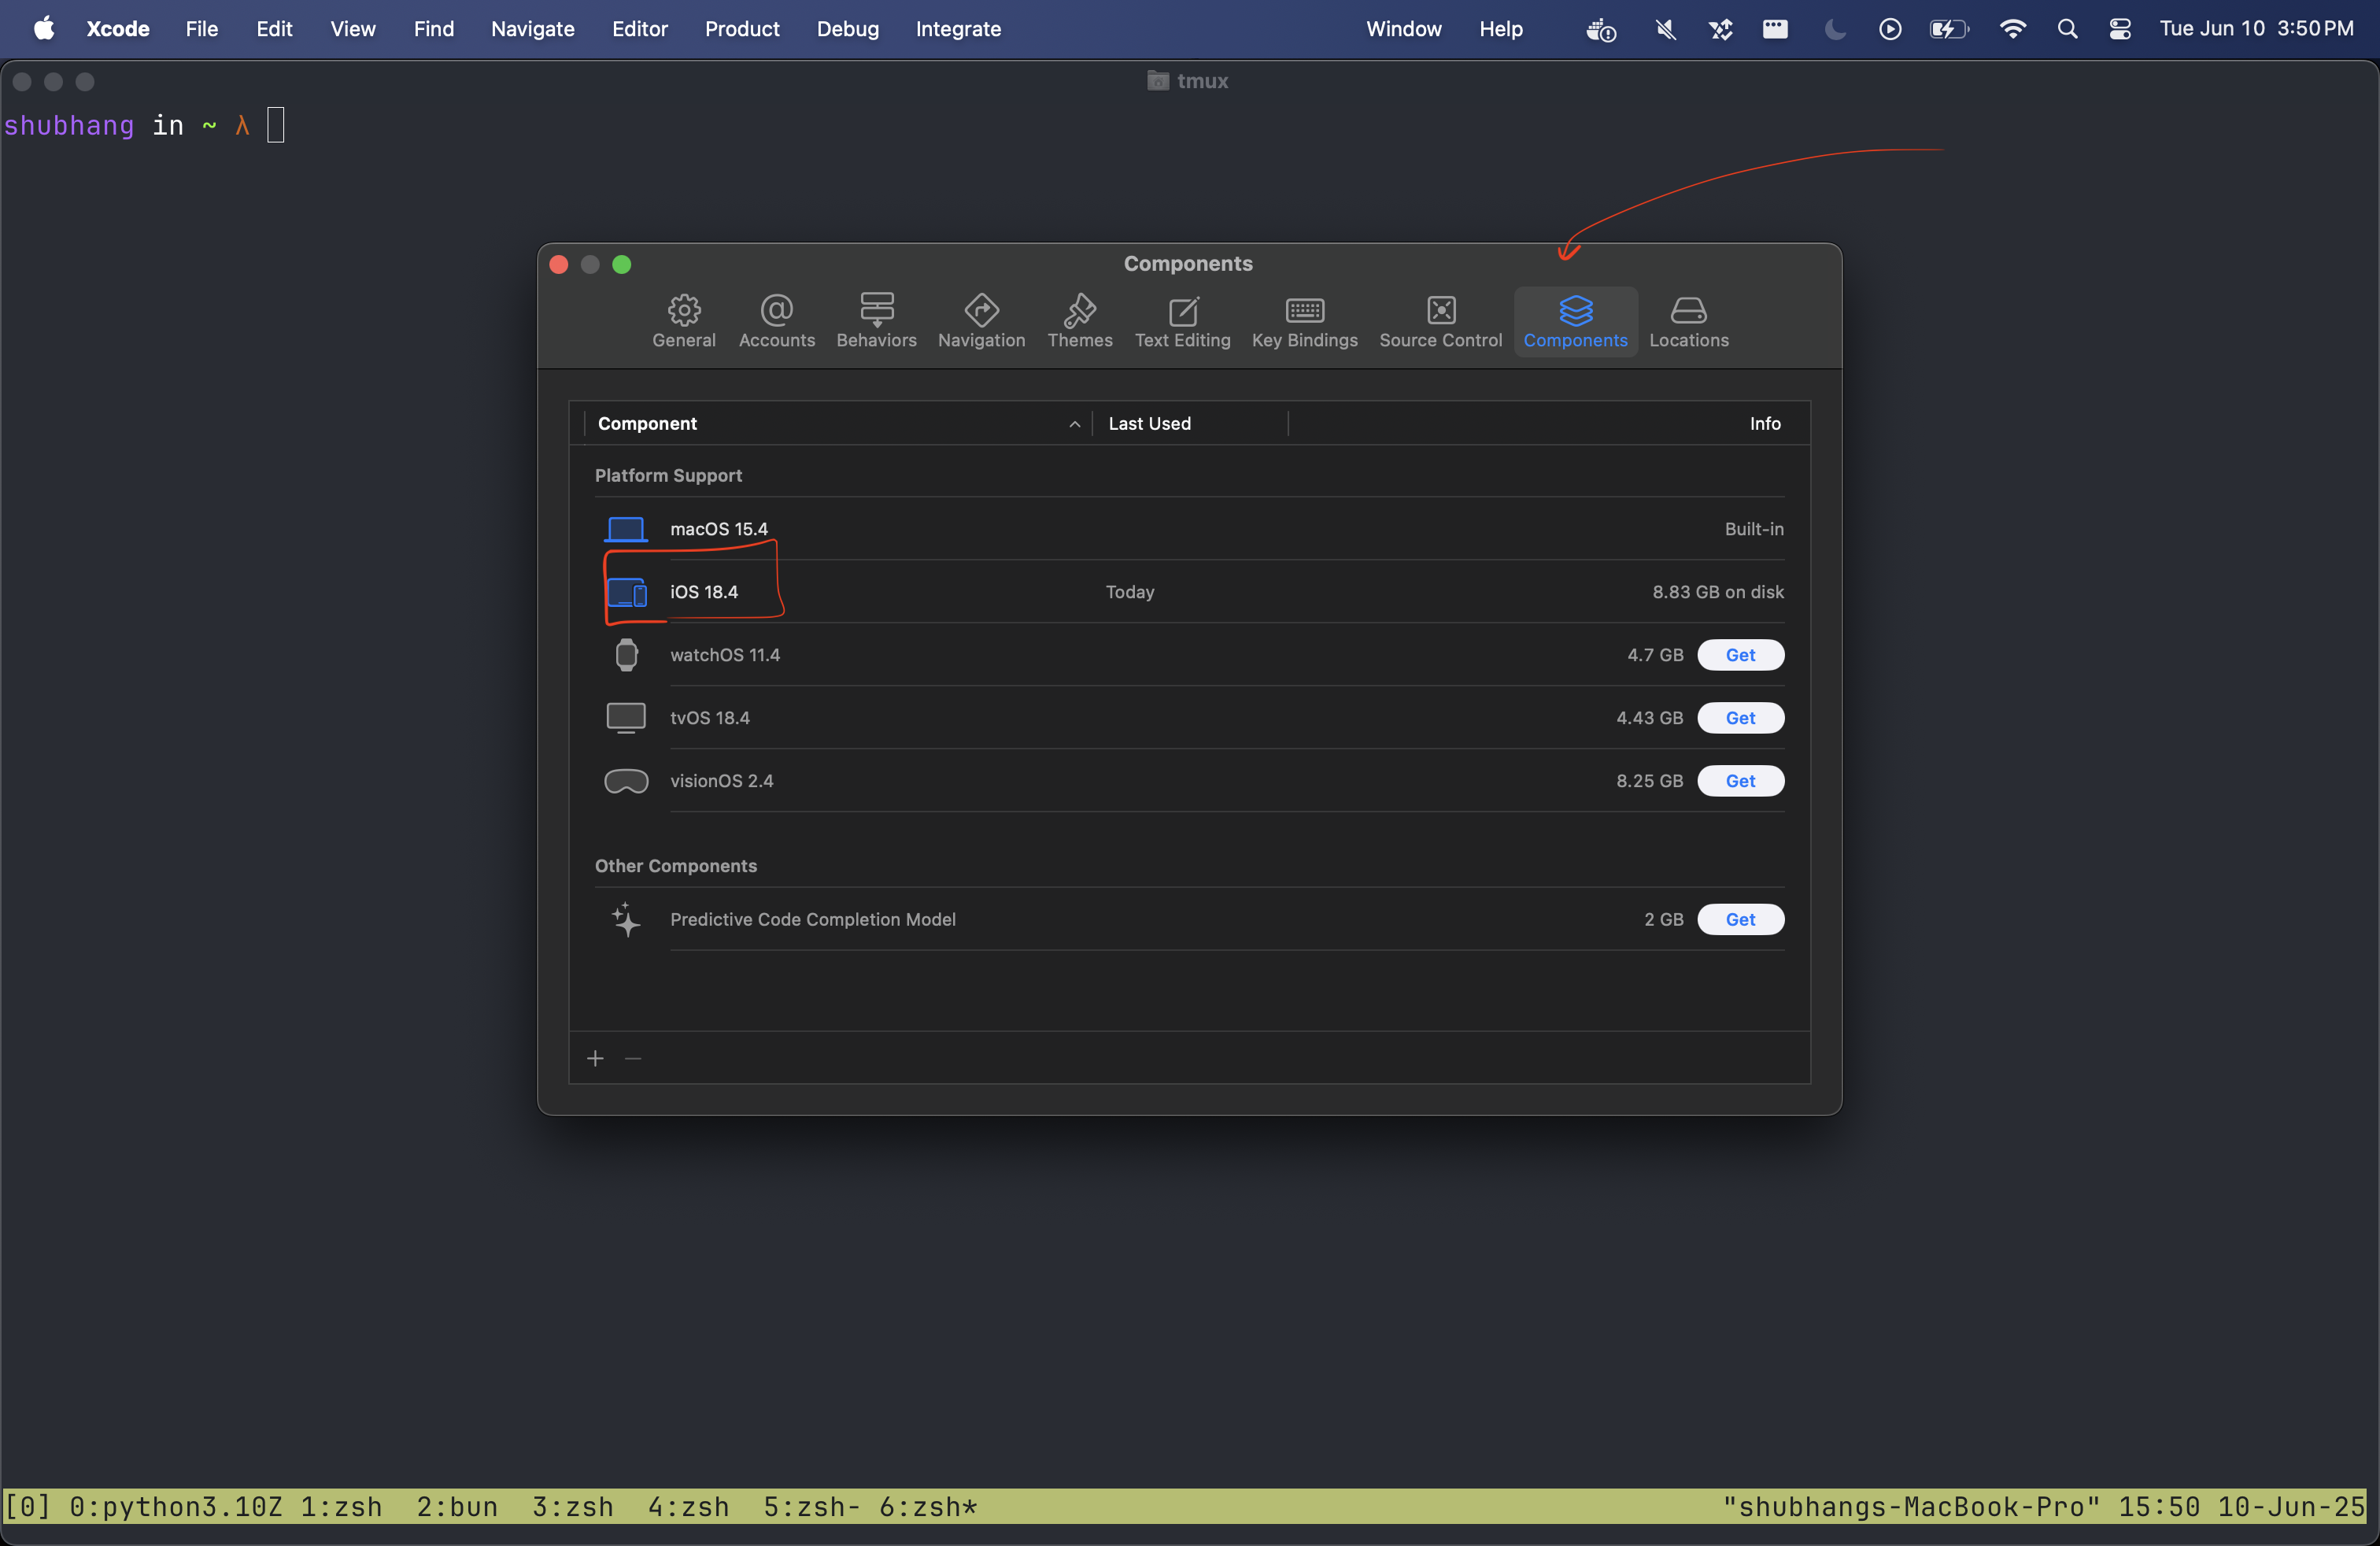 Xcode File Edit View Find Navigate Editor Product Debug Integrate Window Help Tue Jun 10 3:50 PM
tmux
shubhang in ~ λ
Components
General Accounts Behaviors Navigation Themes Text Editing Key Bindings Source Control Components Locations
Component Last Used Info
Platform Support
macOS 15.4 Built-in
iOS 18.4 Today 8.83 GB on disk
watchOS 11.4 4.7 GB Get
tvOS 18.4 4.43 GB Get
visionOS 2.4 8.25 GB Get
Other Components
Predictive Code Completion Model 2 GB Get
[0] 0:python3.10Z 1:zsh 2:bun 3:zsh 4:zsh 5:zsh- 6:zsh* "shubhangs-MacBook-Pro" 15:50 10-Jun-25